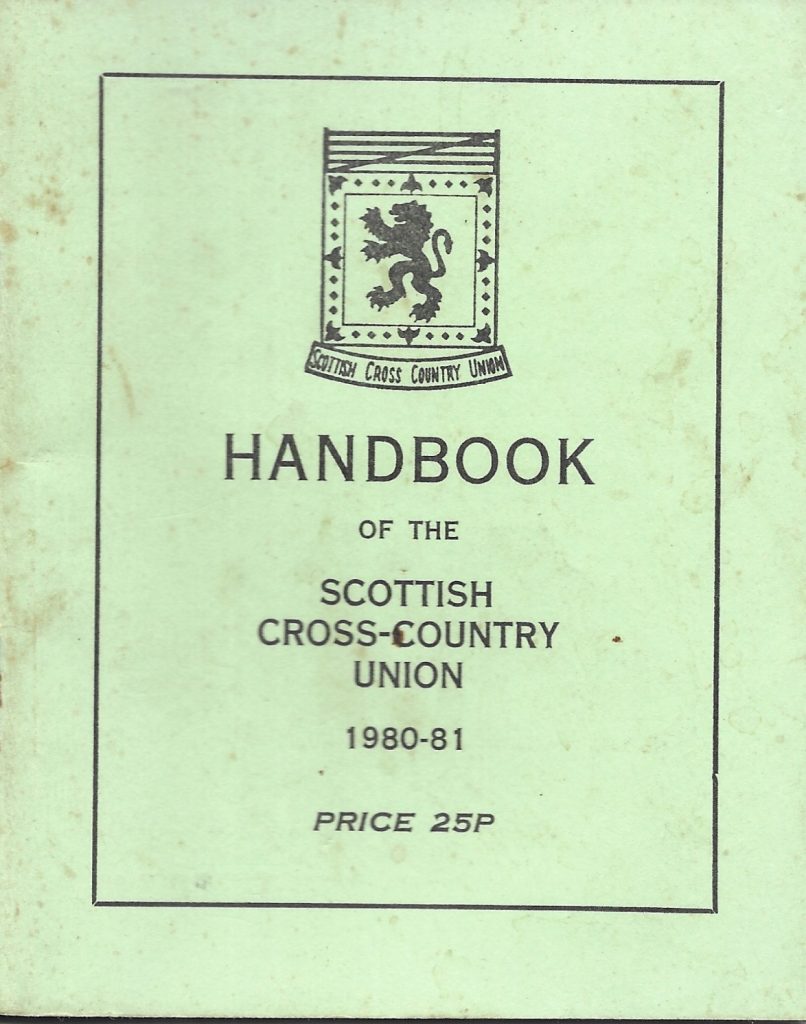 SCOTTISH CROSS COUNTRY UNION
HANDBOOK
OF THE
SCOTTISH
CROSS-COUNTRY
UNION
1980-81
PRICE 25P